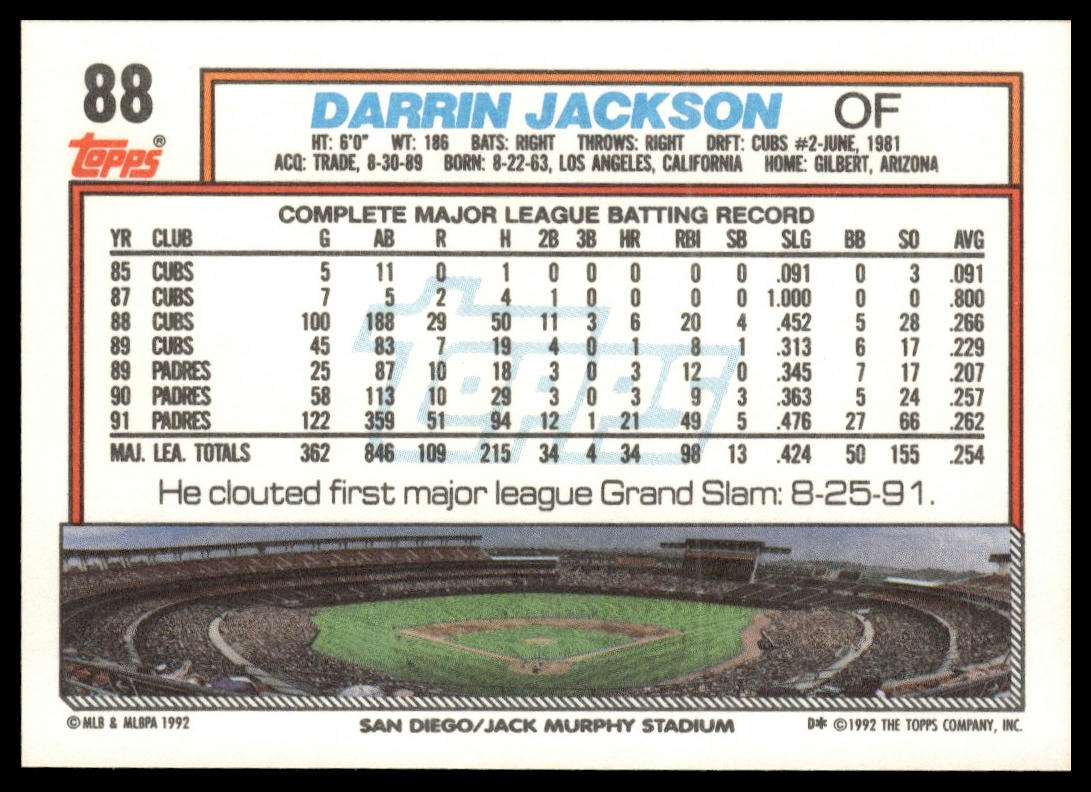 88
Topps®
DARRIN JACKSON OF
HT: 6'0" WT: 186 BATS: RIGHT THROWS: RIGHT DRFT: CUBS #2-JUNE, 1981
ACQ: TRADE, 8-30-89 BORN: 8-22-63, LOS ANGELES, CALIFORNIA HOME: GILBERT, ARIZONA
COMPLETE MAJOR LEAGUE BATTING RECORD
YR CLUB G AB R H 2B 3B HR RBI SB SLG BB SO AVG
85 CUBS 5 11 0 1 0 0 0 0 0 .091 0 3 .091
87 CUBS 7 5 2 4 1 0 0 0 0 1.000 0 0 .800
88 CUBS 100 188 29 50 11 3 6 20 4 .452 5 28 .266
89 CUBS 45 83 7 19 4 0 1 8 1 .313 6 17 .229
89 PADRES 25 87 10 18 3 0 3 12 0 .345 7 17 .207
90 PADRES 58 113 10 29 3 0 3 9 3 .363 5 24 .257
91 PADRES 122 359 51 94 12 1 21 49 5 .476 27 66 .262
MAJ. LEA. TOTALS 362 846 109 215 34 4 34 98 13 .424 50 155 .254
Topps
He clouted first major league Grand Slam: 8-25-91.
© MLB & MLBPA 1992 SAN DIEGO/JACK MURPHY STADIUM D* © 1992 THE TOPPS COMPANY, INC.